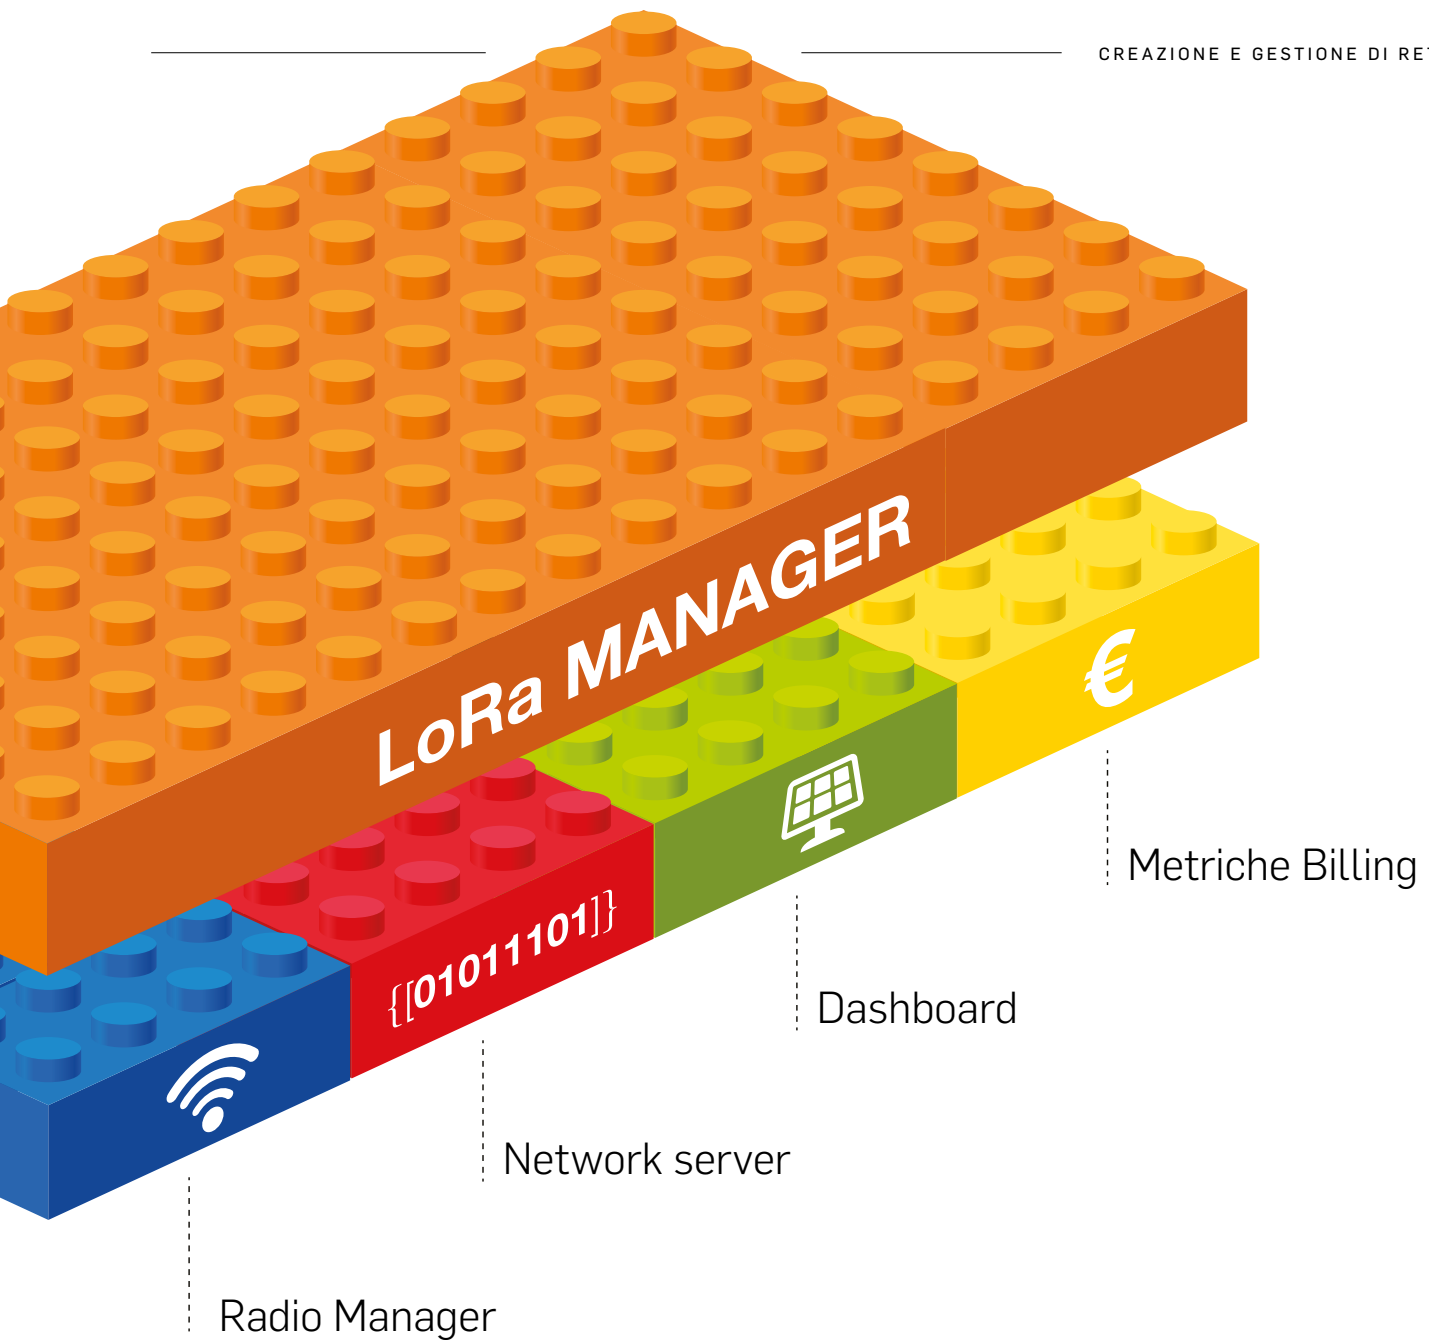 CREAZIONE E GESTIONE DI RE
LoRa MANAGER
€
Metriche Billing
{[01011101]}
Dashboard
Network server
Radio Manager